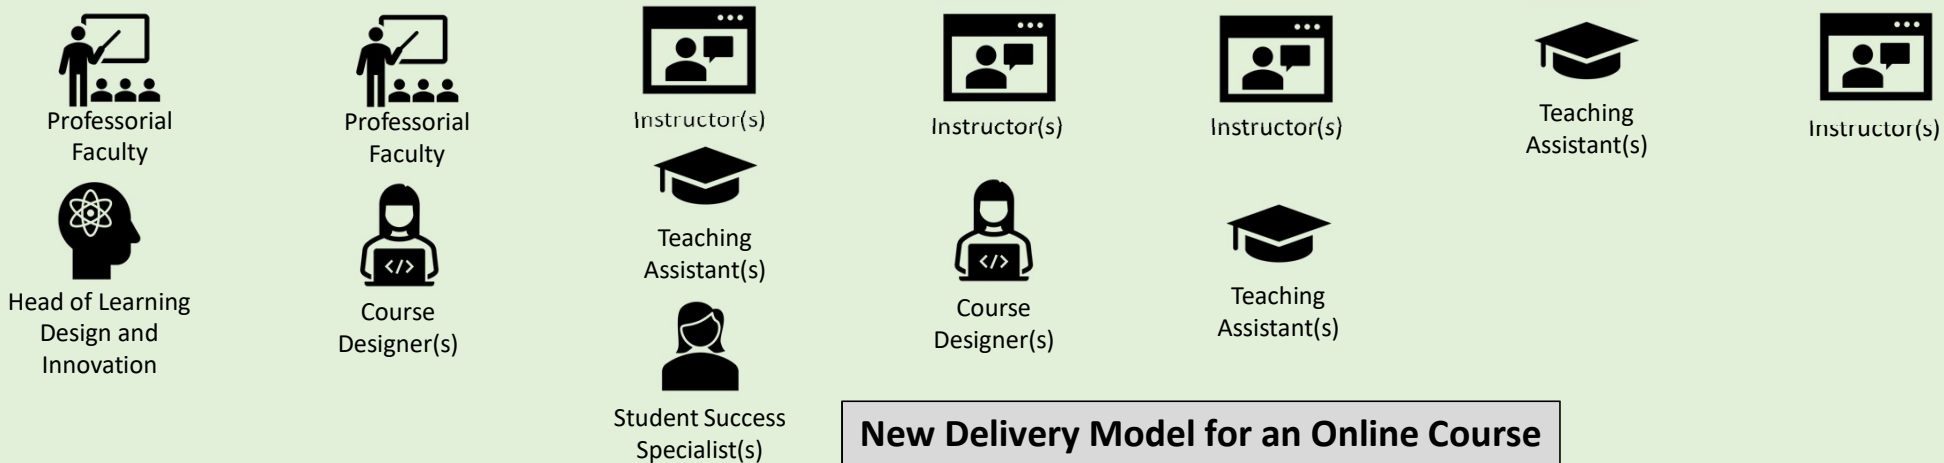 Professorial
Faculty
Professorial
Faculty
Instructor(s)
Instructor(s)
Instructor(s)
Teaching
Assistant(s)
Instructor(s)
Head of Learning
Design and
Innovation
</>
Course
Designer(s)
Teaching
Assistant(s)
</>
Course
Designer(s)
Teaching
Assistant(s)
Student Success
Specialist(s)
New Delivery Model for an Online Course